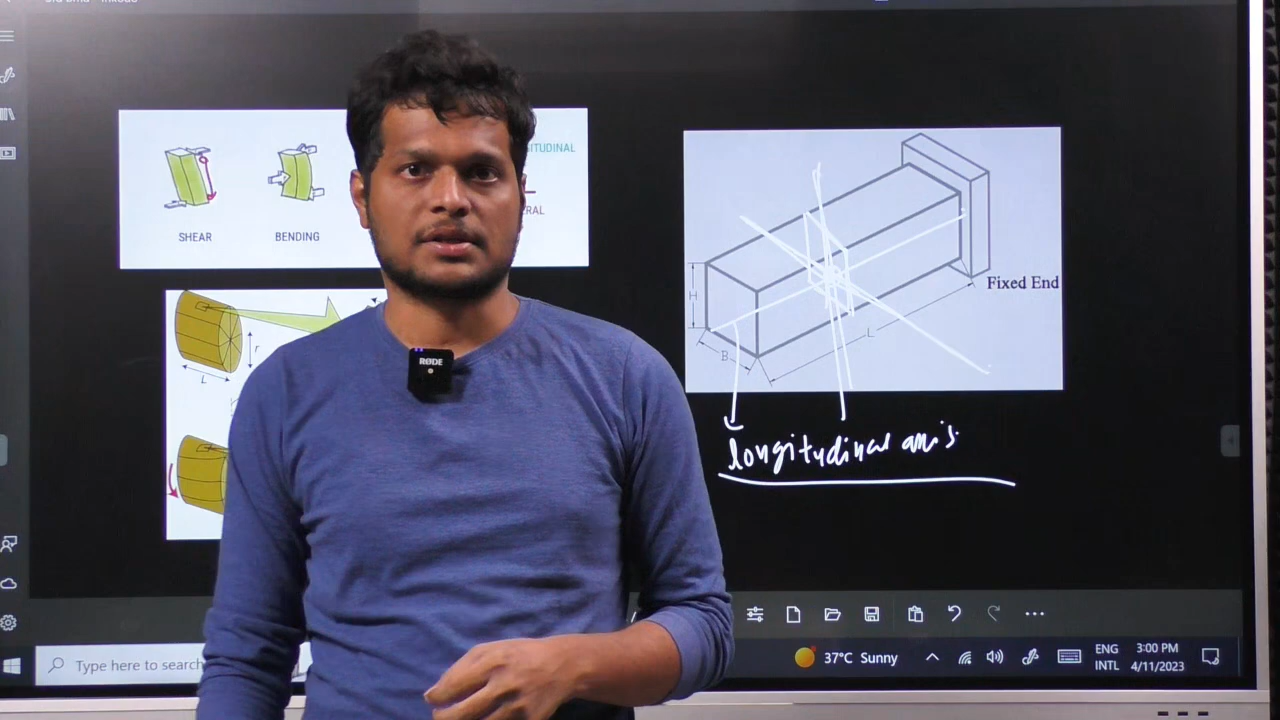 ITUDINAL
RAL
SHEAR
BENDING
L
r
H
B
L
Fixed End
longitudinal axis
RØDE
Type here to search
37°C Sunny
ENG
INTL
3:00 PM
4/11/2023